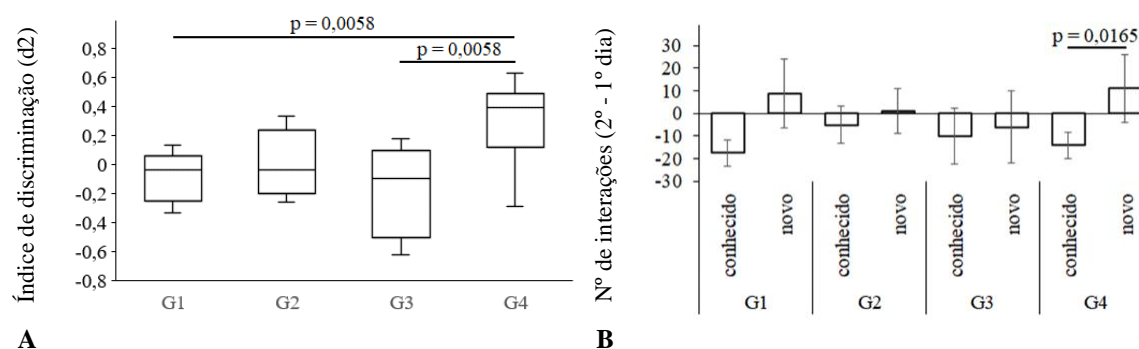 Índice de discriminação (d2)
p = 0,0058
p = 0,0058
0,8
0,6
0,4
0,2
0
-0,2
-0,4
-0,6
-0,8
G1 G2 G3 G4
A
Nº de interações (2º - 1º dia)
p = 0,0165
30
20
10
0
-10
-20
-30
conhecido novo conhecido novo conhecido novo conhecido novo
G1 G2 G3 G4
B